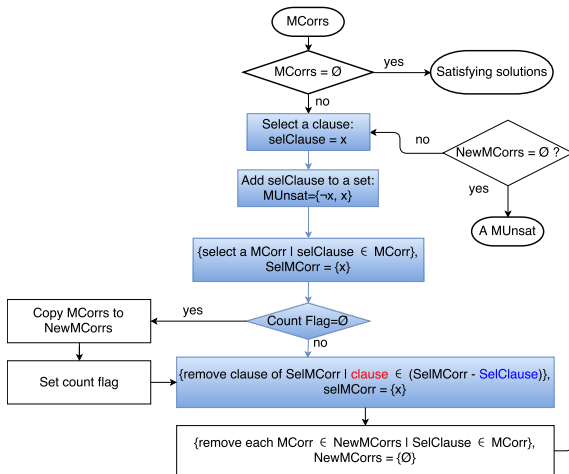 MCorrs
MCorrs = Ø
yes
Satisfying solutions
no
Select a clause:
selClause = x
no
NewMCorrs = Ø ?
yes
A MUnsat
Add selClause to a set:
MUnsat={¬x, x}
{select a MCorr | selClause ∈ MCorr},
SelMCorr = {x}
Count Flag=Ø
yes
no
Copy MCorrs to
NewMCorrs
Set count flag
{remove clause of SelMCorr | clause ∈ (SelMCorr - SelClause)},
selMCorr = {x}
{remove each MCorr ∈ NewMCorrs | SelClause ∈ MCorr},
NewMCorrs = {Ø}